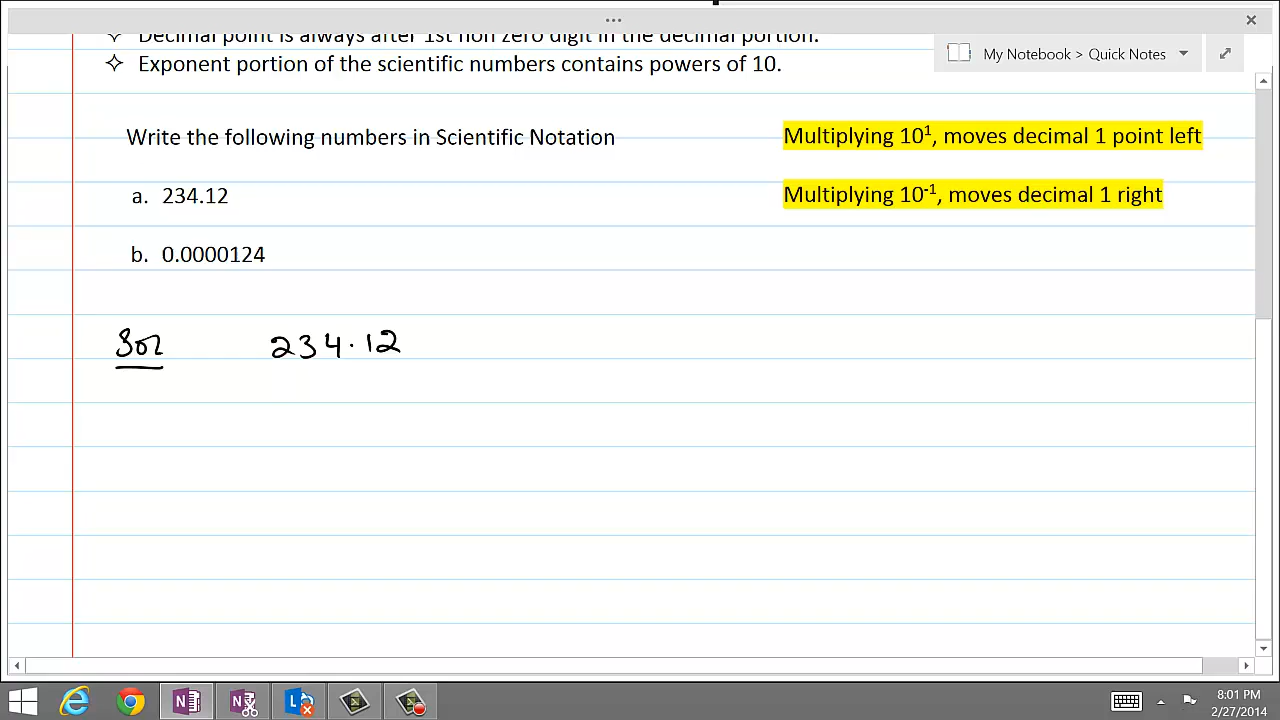 ...
Decimal point is always after 1st non zero digit in the decimal portion.
My Notebook > Quick Notes
Exponent portion of the scientific numbers contains powers of 10.
Write the following numbers in Scientific Notation
Multiplying 10¹, moves decimal 1 point left
a. 234.12
Multiplying 10⁻¹, moves decimal 1 right
b. 0.0000124
Sol 234.12
8:01 PM
2/27/2014